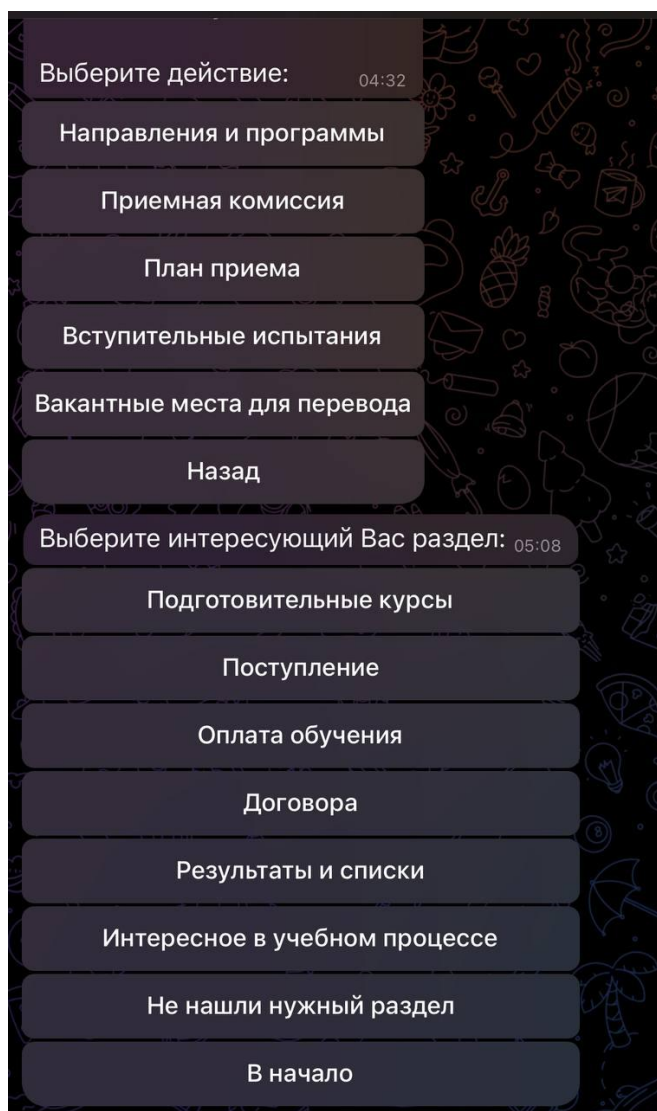 Выберите действие: 04:32
Направления и программы
Приемная комиссия
План приема
Вступительные испытания
Вакантные места для перевода
Назад
Выберите интересующий Вас раздел: 05:08
Подготовительные курсы
Поступление
Оплата обучения
Договора
Результаты и списки
Интересное в учебном процессе
Не нашли нужный раздел
В начало